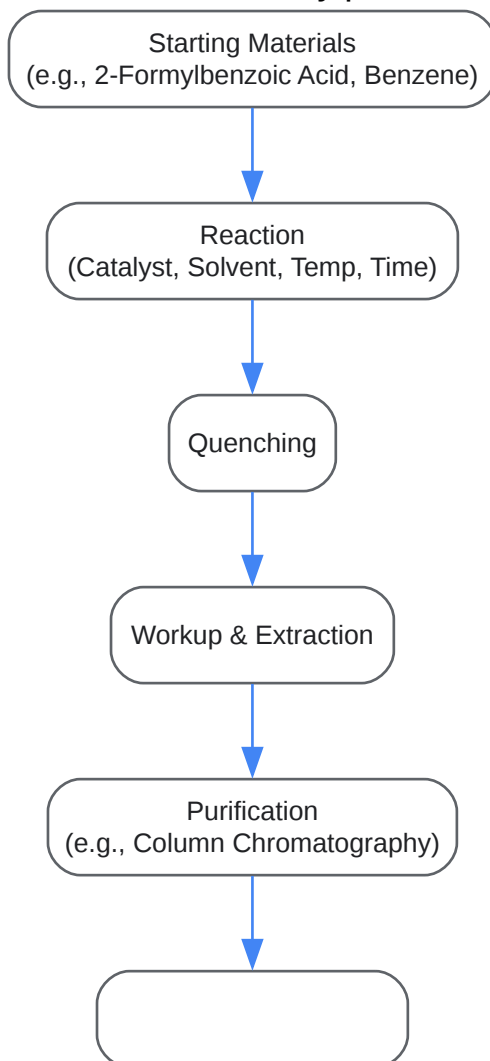 Starting Materials
(e.g., 2-Formylbenzoic Acid, Benzene)
Reaction
(Catalyst, Solvent, Temp, Time)
Quenching
Workup & Extraction
Purification
(e.g., Column Chromatography)